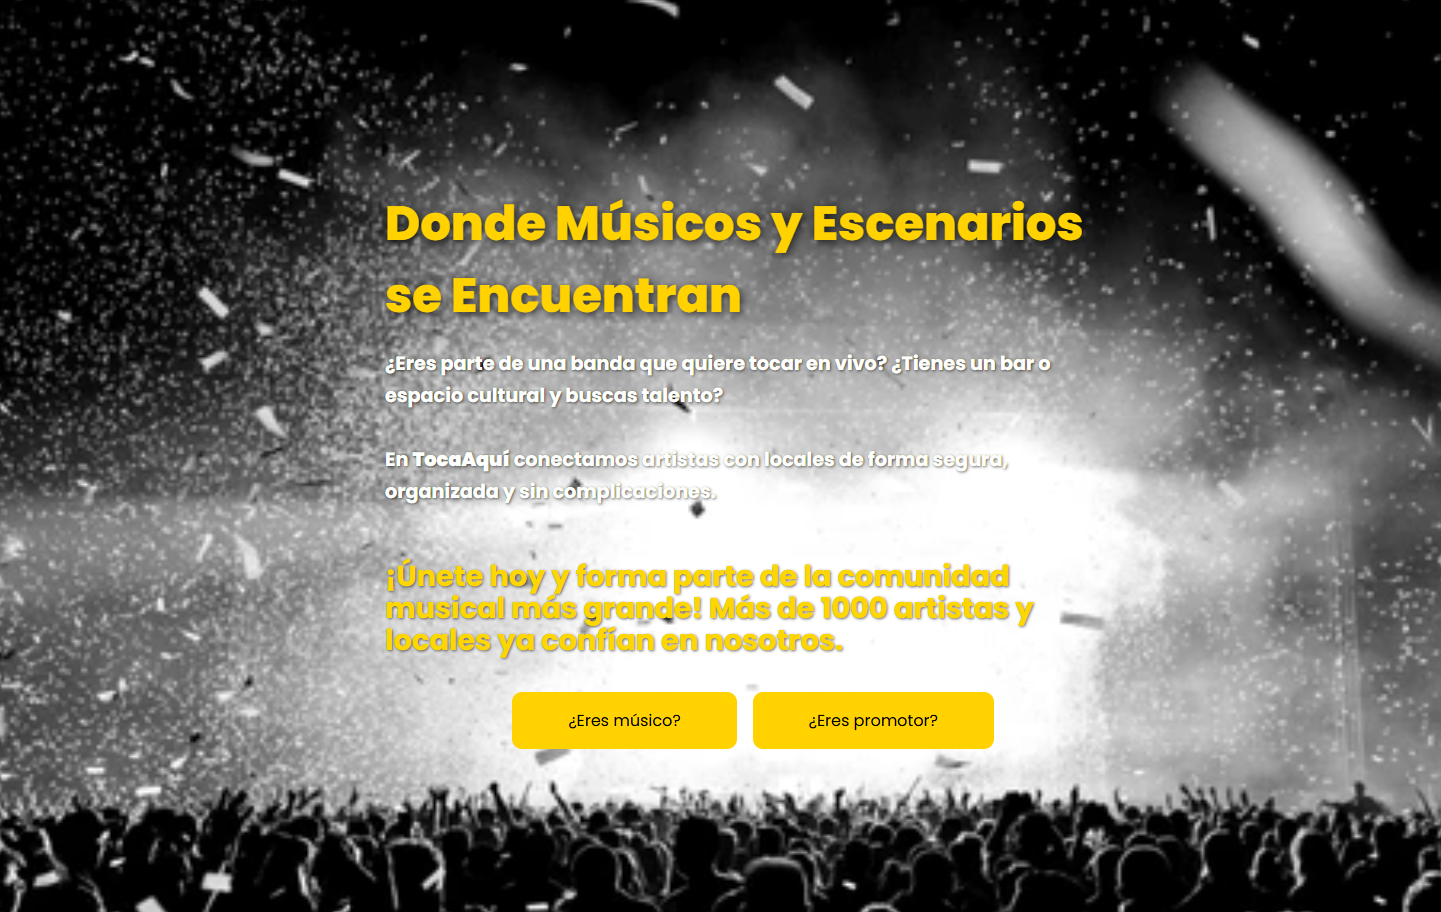 Donde Músicos y Escenarios
se Encuentran
¿Eres parte de una banda que quiere tocar en vivo? ¿Tienes un bar o
espacio cultural y buscas talento?
En TocaAquí conectamos artistas con locales de forma segura,
organizada y sin complicaciones.
¡Únete hoy y forma parte de la comunidad
musical más grande! Más de 1000 artistas y
locales ya confían en nosotros.
¿Eres músico?
¿Eres promotor?